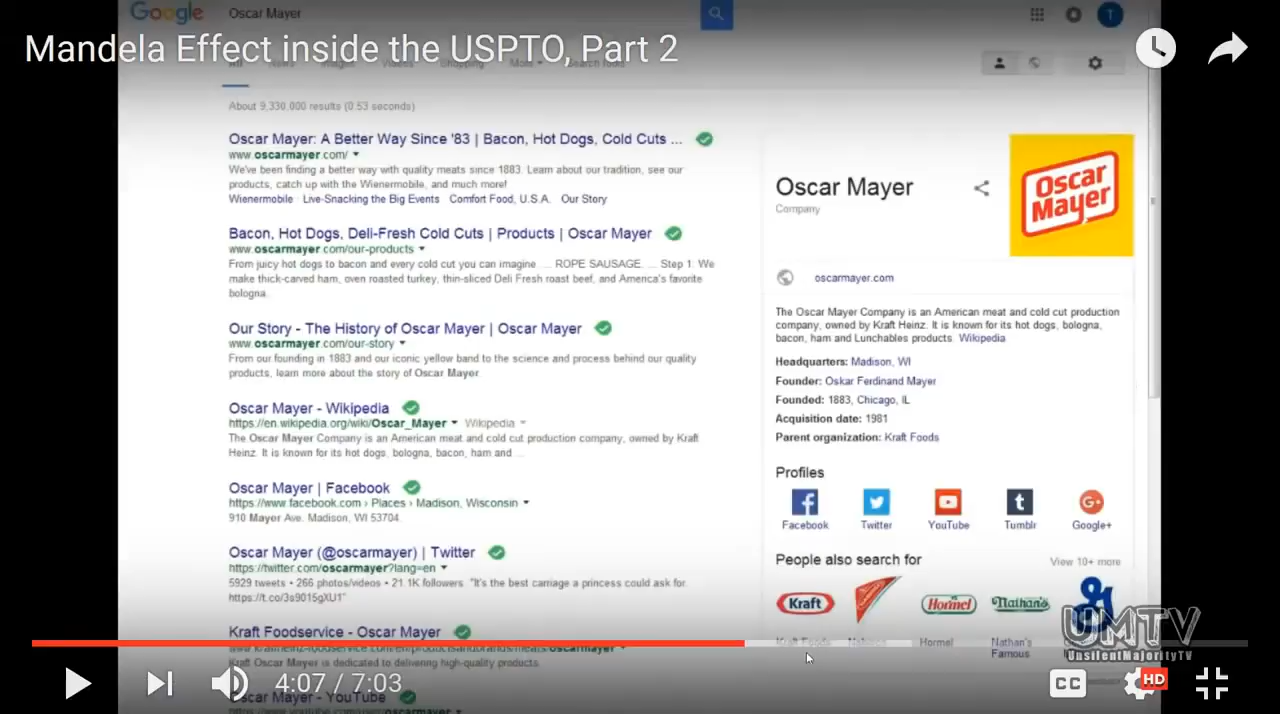 Google
Oscar Mayer
T
Mandela Effect inside the USPTO, Part 2
All News Images Videos Shopping More Search tools
About 9,330,000 results (0.53 seconds)
Oscar Mayer: A Better Way Since '83 | Bacon, Hot Dogs, Cold Cuts ...
www.oscarmayer.com/
We've been finding a better way with quality meats since 1883. Learn about our tradition, see our
products, catch up with the Wienermobile, and much more!
Wienermobile · Live-Snacking the Big Events · Comfort Food, U.S.A. · Our Story
Bacon, Hot Dogs, Deli-Fresh Cold Cuts | Products | Oscar Mayer
www.oscarmayer.com/our-products
From juicy hot dogs to bacon and every cold cut you can imagine ... ROPE SAUSAGE. ... Step 1. We
make thick-carved ham, oven roasted turkey, thin-sliced Deli Fresh roast beef, and America's favorite
bologna.
Our Story - The History of Oscar Mayer | Oscar Mayer
www.oscarmayer.com/our-story
From our founding in 1883 and our iconic yellow band to the science and process behind our quality
products, learn more about the story of Oscar Mayer.
Oscar Mayer - Wikipedia
https://en.wikipedia.org/wiki/Oscar_Mayer Wikipedia
The Oscar Mayer Company is an American meat and cold cut production company, owned by Kraft
Heinz. It is known for its hot dogs, bologna, bacon, ham and ...
Oscar Mayer | Facebook
https://www.facebook.com › Places › Madison, Wisconsin
910 Mayer Ave. Madison, WI 53704.
Oscar Mayer (@oscarmayer) | Twitter
https://twitter.com/oscarmayer?lang=en
5929 tweets • 266 photos/videos • 21.1K followers. "It's the best carriage a princess could ask for.
https://t.co/3s9015gXU1"
Kraft Foodservice - Oscar Mayer
Kraft Oscar Mayer is dedicated to delivering high-quality products.
Oscar Mayer - YouTube
Oscar Mayer
Company
Oscar
Mayer
oscarmayer.com
The Oscar Mayer Company is an American meat and cold cut production
company, owned by Kraft Heinz. It is known for its hot dogs, bologna,
bacon, ham and Lunchables products. Wikipedia
Headquarters: Madison, WI
Founder: Oskar Ferdinand Mayer
Founded: 1883, Chicago, IL
Acquisition date: 1981
Parent organization: Kraft Foods
Profiles
Facebook Twitter YouTube Tumblr Google+
People also search for View 10+ more
Kraft Hormel Nathan's
Kraft Foods Nabisco Hormel Nathan's
Famous
UMTV
UnsilentMajorityTV
4:07 / 7:03
CC HD